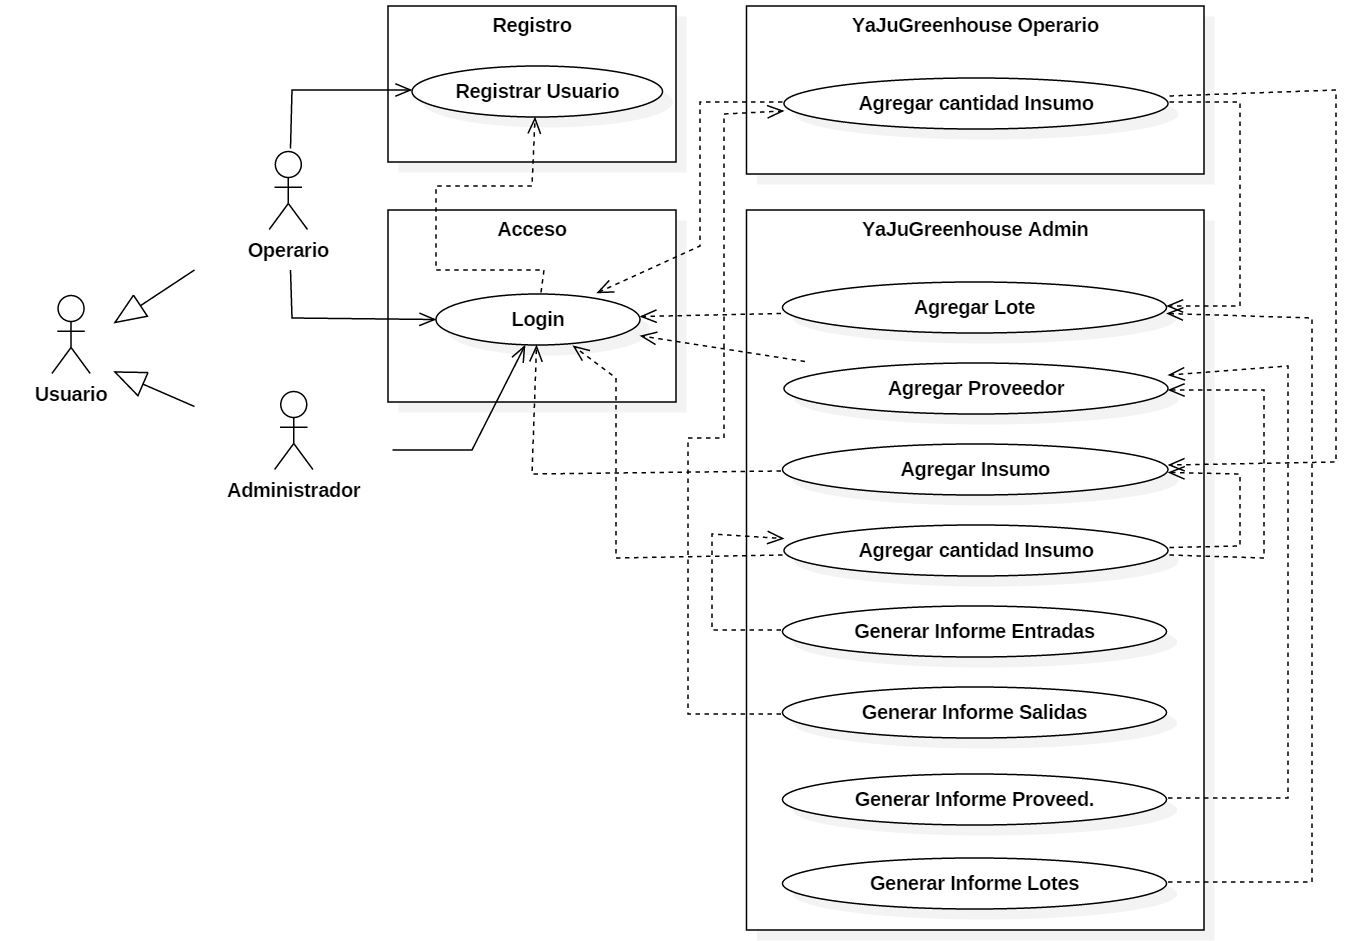 Registro
Registrar Usuario
YaJuGreenhouse Operario
Agregar cantidad Insumo
Operario
Acceso
Login
Usuario
Administrador
YaJuGreenhouse Admin
Agregar Lote
Agregar Proveedor
Agregar Insumo
Agregar cantidad Insumo
Generar Informe Entradas
Generar Informe Salidas
Generar Informe Proveed.
Generar Informe Lotes